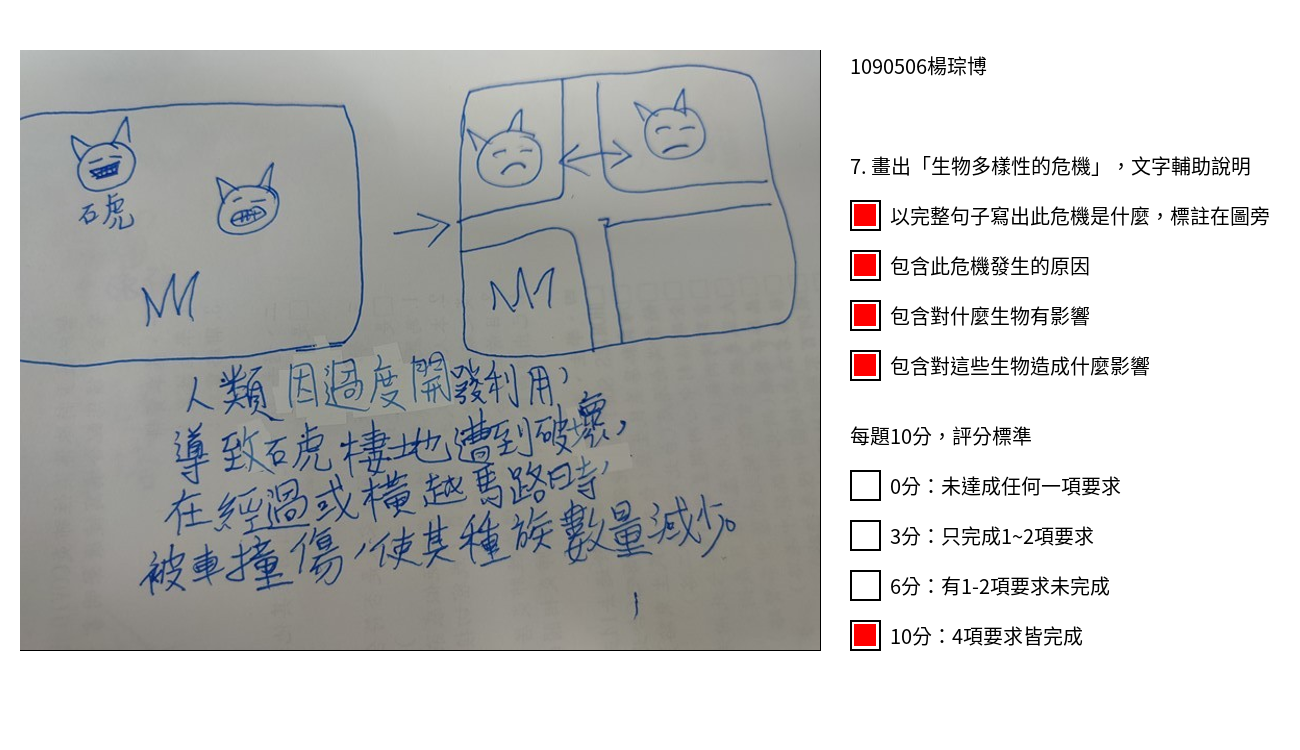 石虎
人類因過度開發利用，
導致石虎棲地遭到破壞，
在經過或橫越馬路時，
被車撞傷，使其種族數量減少。
1090506楊琮博
7. 畫出「生物多樣性的危機」，文字輔助說明
以完整句子寫出此危機是什麼，標註在圖旁
包含此危機發生的原因
包含對什麼生物有影響
包含對這些生物造成什麼影響
每題10分，評分標準
0分：未達成任何一項要求
3分：只完成1~2項要求
6分：有1-2項要求未完成
10分：4項要求皆完成